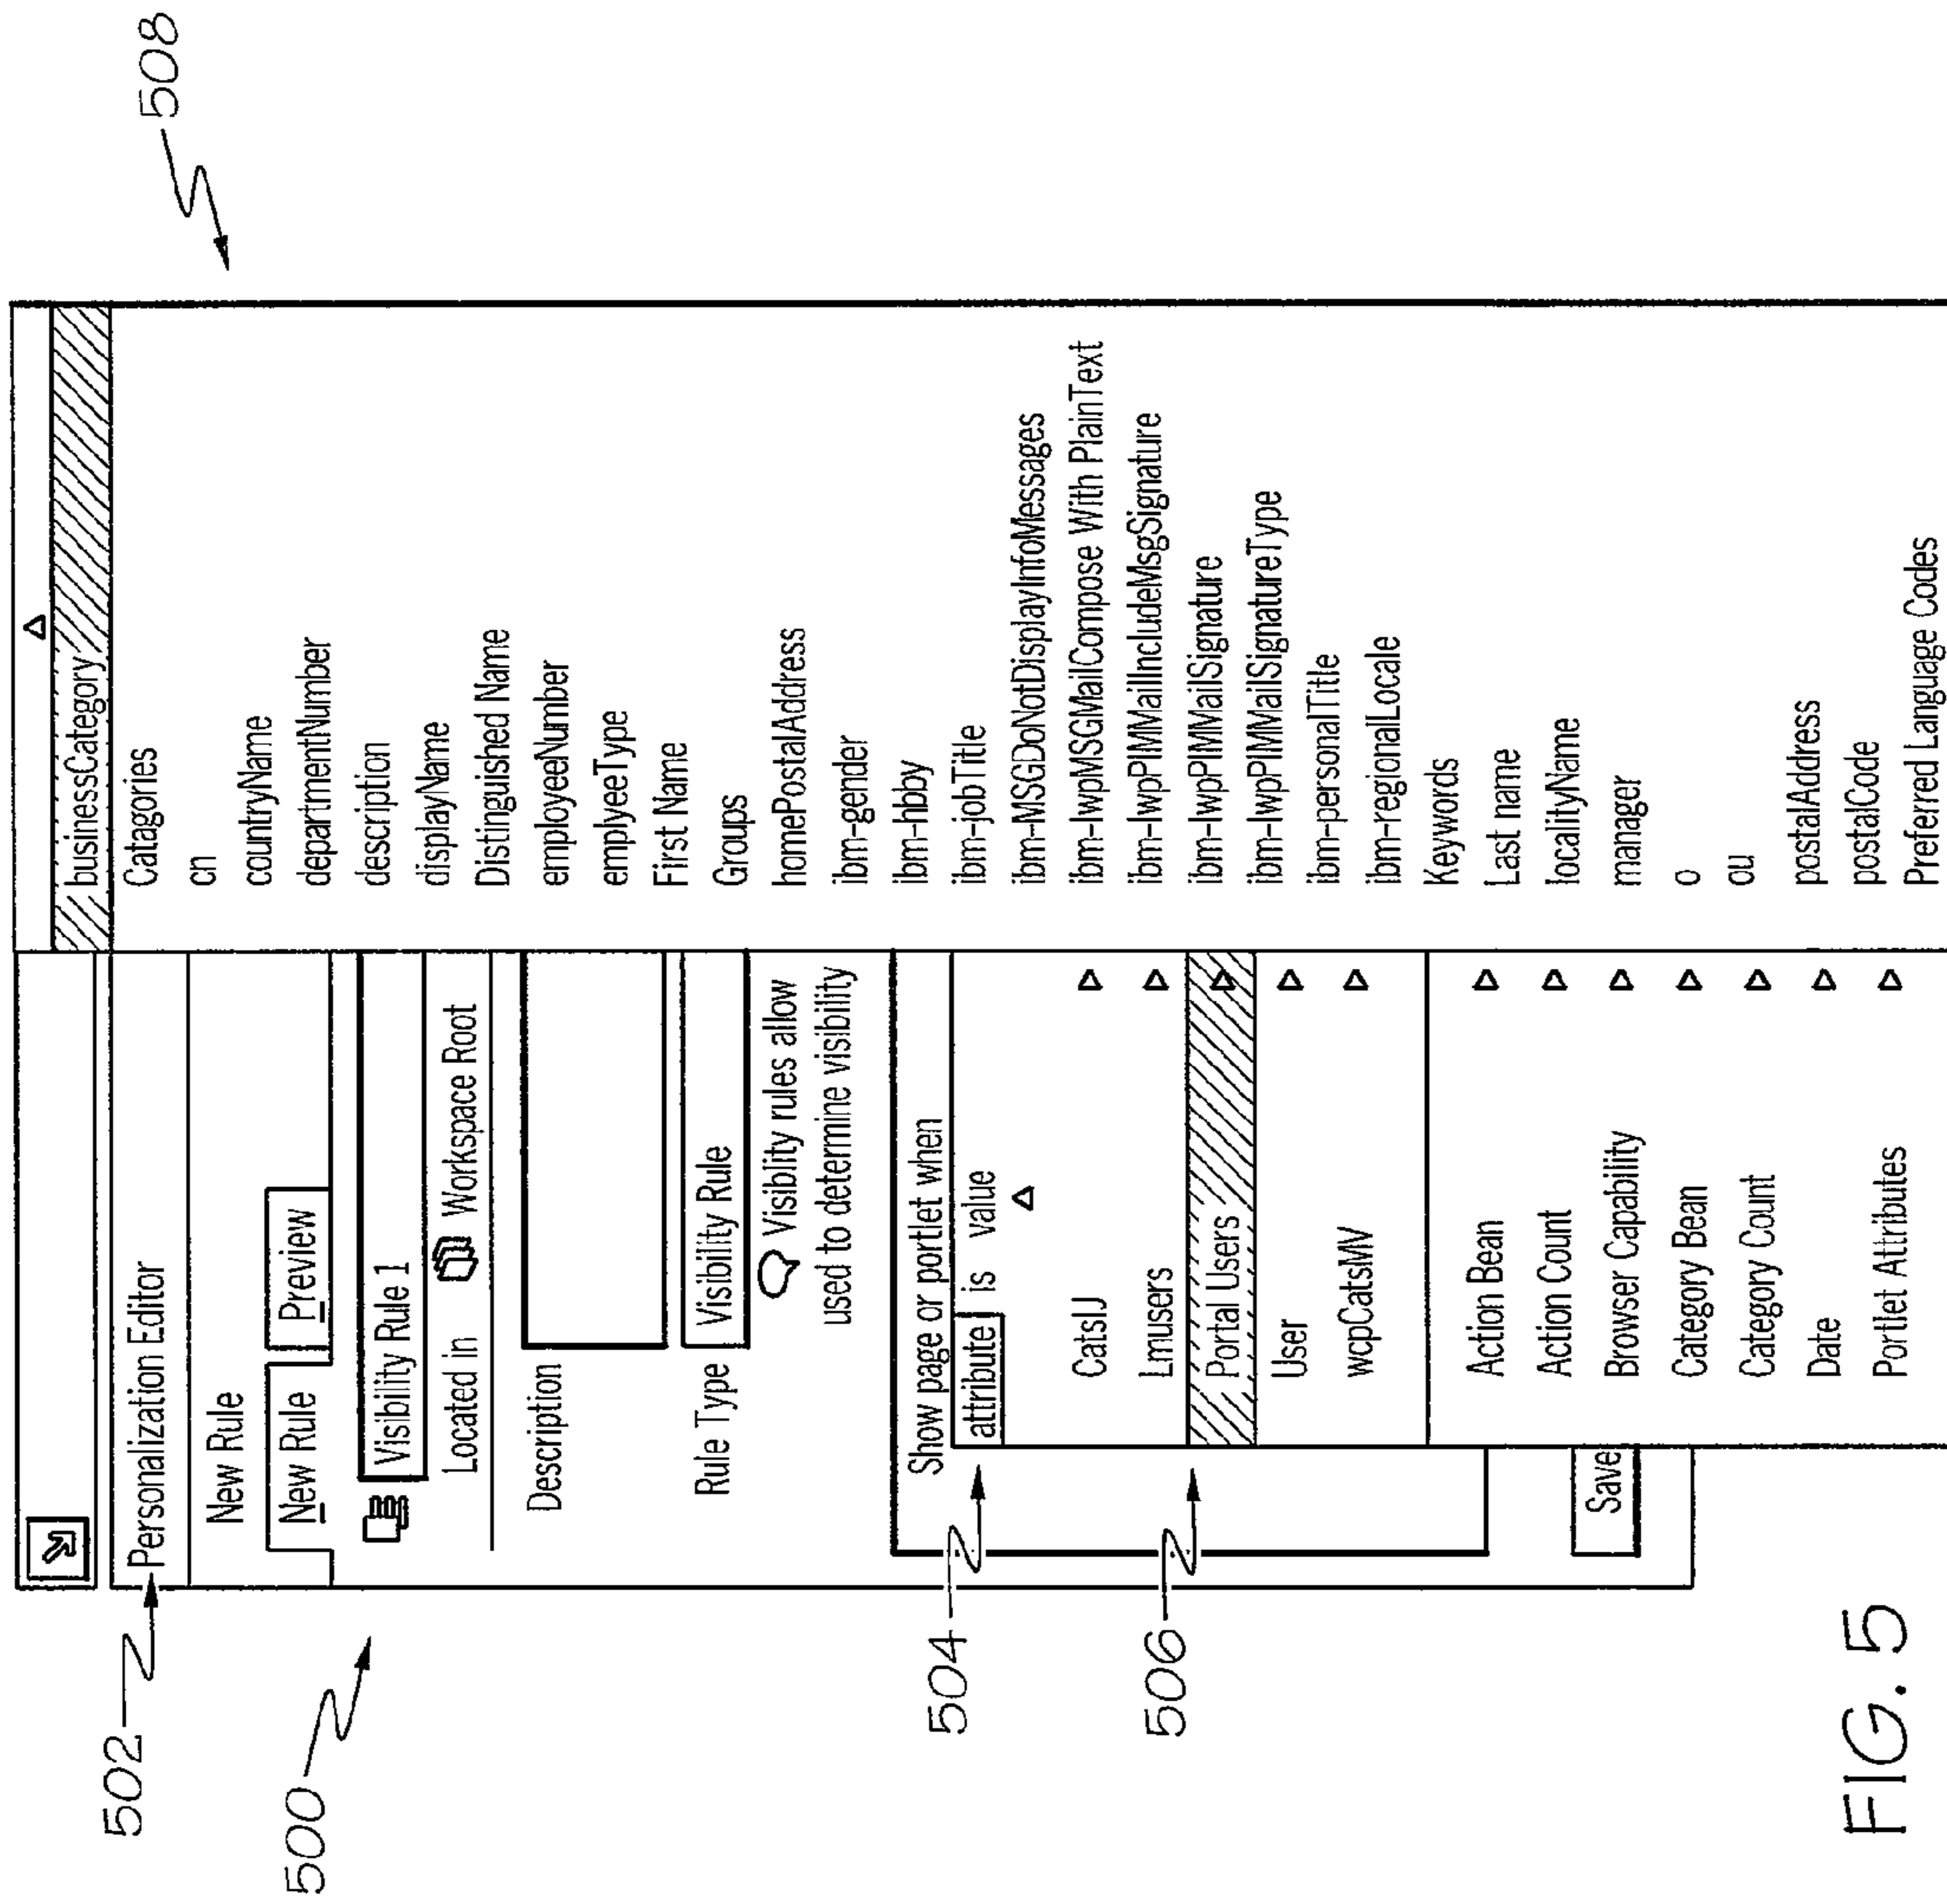 502
500
Personalization Editor
New Rule
New Rule
Preview
Visibility Rule 1
Located in
Workspace Root
Description
Rule Type
Visibility Rule
Visiblity rules allow
used to determine visibility
504
Show page or portlet when
attribute is value
CatsIJ
Lmusers
506
Portal Users
User
wcpCatsMV
Action Bean
Action Count
Browser Capability
Category Bean
Category Count
Date
Portlet Attributes
Save
508
businessCategory
Catagories
cn
countryName
departmentNumber
description
displayName
Distinguished Name
employeeNumber
emplyeeType
First Name
Groups
homePostalAddress
ibm-gender
ibm-hbby
ibm-jobTitle
ibm-MSGDoNotDisplayInfoMessages
ibm-lwpMSGMailCompose With PlainText
ibm-lwpPIMMailIncludeMsgSignature
ibm-lwpPIMMailSignature
ibm-lwpPIMMailSignatureType
ibm-personalTitle
ibm-regionalLocale
Keywords
Last name
localityName
manager
o
ou
postalAddress
postalCode
Preferred Language Codes
FIG. 5